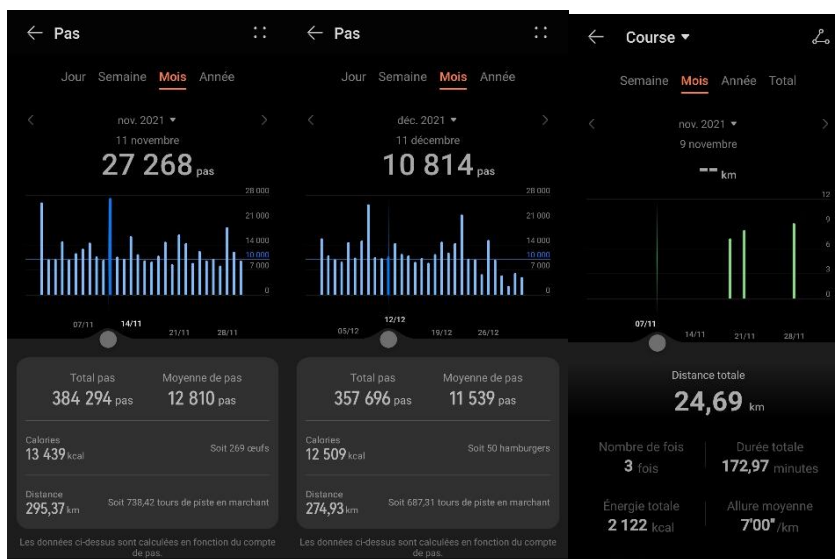 ← Pas
Jour Semaine Mois Année
nov. 2021
11 novembre
27 268 pas
28 000
21 000
14 000
10 000
7 000
0
07/11 14/11 21/11 28/11
Total pas Moyenne de pas
384 294 pas 12 810 pas
Calories
13 439 kcal Soit 269 œufs
Distance
295,37 km Soit 738,42 tours de piste en marchant
Les données ci-dessus sont calculées en fonction du compte
de pas.
← Pas
Jour Semaine Mois Année
déc. 2021
11 décembre
10 814 pas
28 000
21 000
14 000
10 000
7 000
0
05/12 12/12 19/12 26/12
Total pas Moyenne de pas
357 696 pas 11 539 pas
Calories
12 509 kcal Soit 50 hamburgers
Distance
274,93 km Soit 687,31 tours de piste en marchant
Les données ci-dessus sont calculées en fonction du compte
de pas.
← Course
Semaine Mois Année Total
nov. 2021
9 novembre
-- km
12
9
6
3
0
07/11 14/11 21/11 28/11
Distance totale
24,69 km
Nombre de fois Durée totale
3 fois 172,97 minutes
Énergie totale Allure moyenne
2 122 kcal 7'00" /km